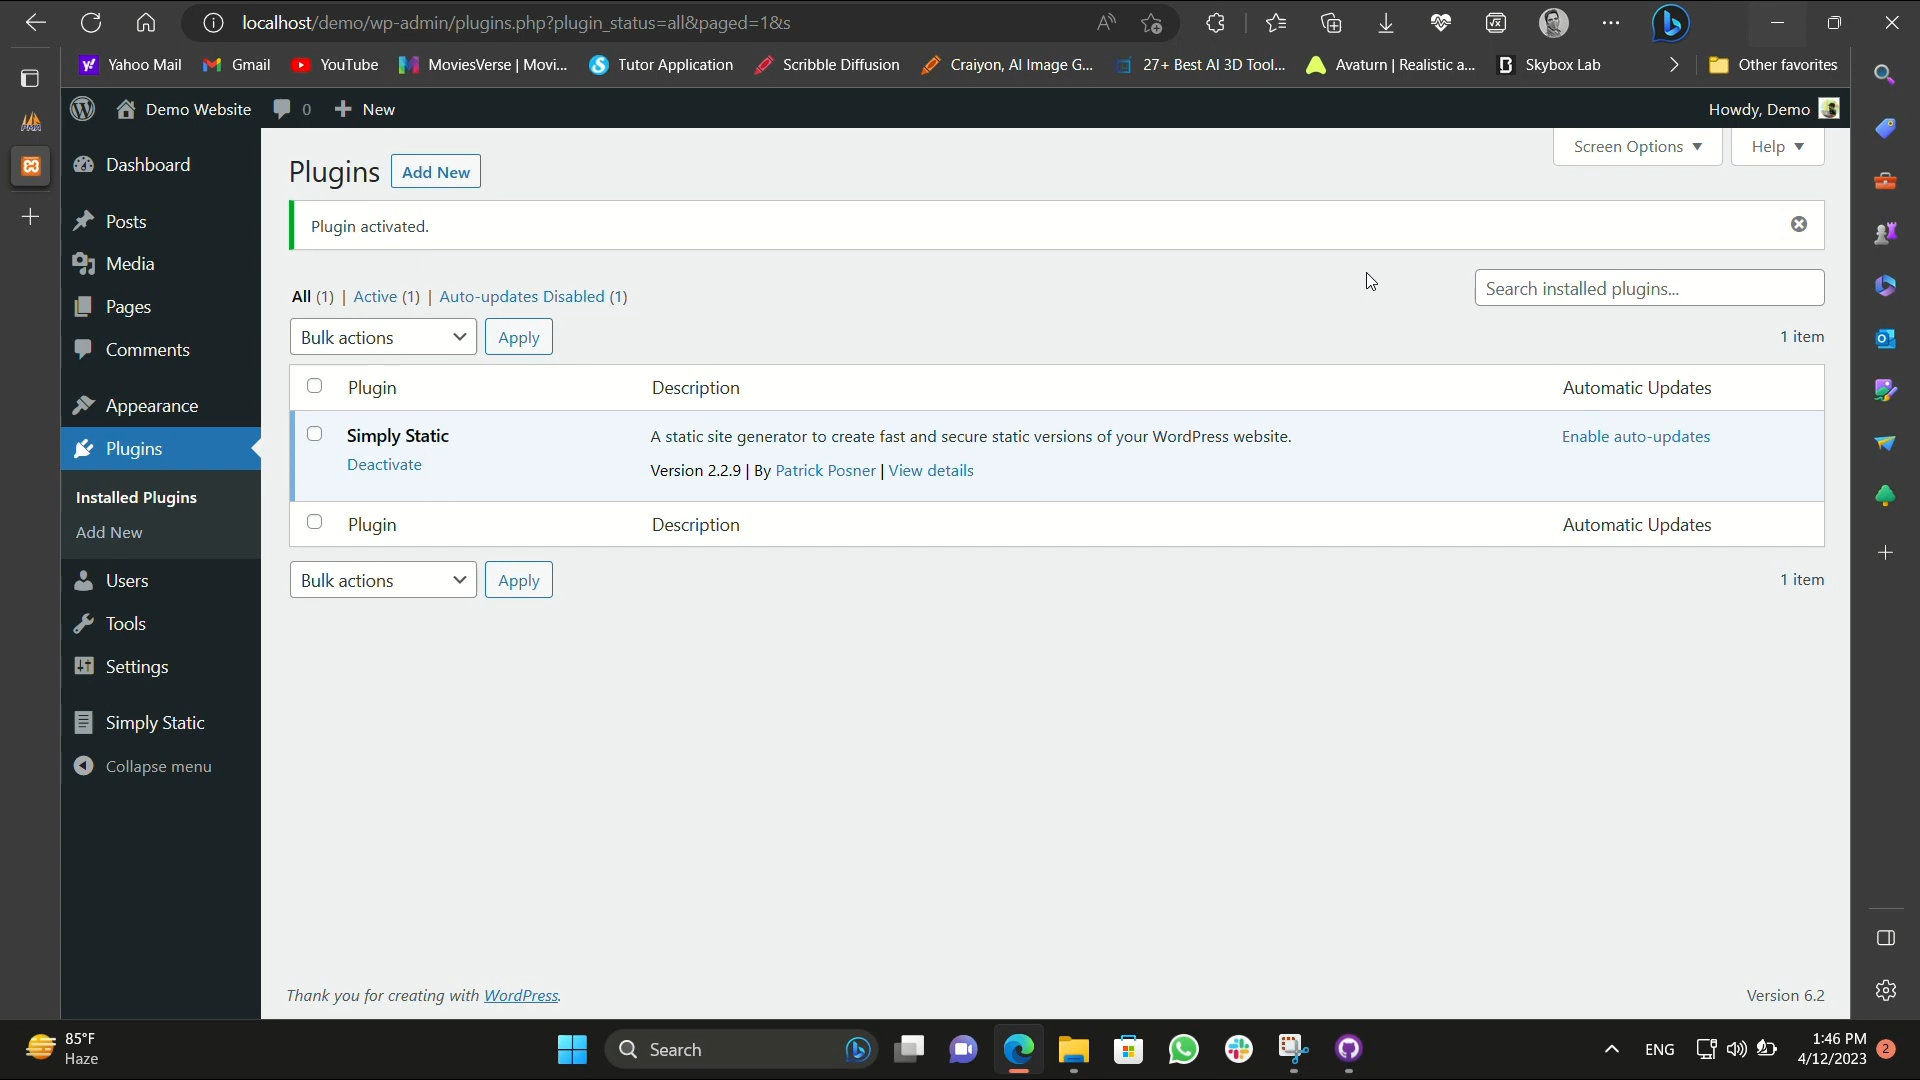 localhost/demo/wp-admin/plugins.php?plugin_status=all&paged=1&s
Yahoo Mail Gmail YouTube MoviesVerse | Movi... Tutor Application Scribble Diffusion Craiyon, AI Image G... 27+ Best AI 3D Tool... Avaturn | Realistic a... Skybox Lab Other favorites
Demo Website 0 New Howdy, Demo
Screen Options Help
Dashboard
Posts
Media
Pages
Comments
Appearance
Plugins
Installed Plugins
Add New
Users
Tools
Settings
Simply Static
Collapse menu
Plugins Add New
Plugin activated.
All (1) | Active (1) | Auto-updates Disabled (1)
Search installed plugins...
Bulk actions Apply 1 item
Plugin Description Automatic Updates
Simply Static A static site generator to create fast and secure static versions of your WordPress website. Enable auto-updates
Deactivate Version 2.2.9 | By Patrick Posner | View details
Plugin Description Automatic Updates
Bulk actions Apply 1 item
Thank you for creating with WordPress. Version 6.2
85°F
Haze
Search
ENG
1:46 PM
4/12/2023
2